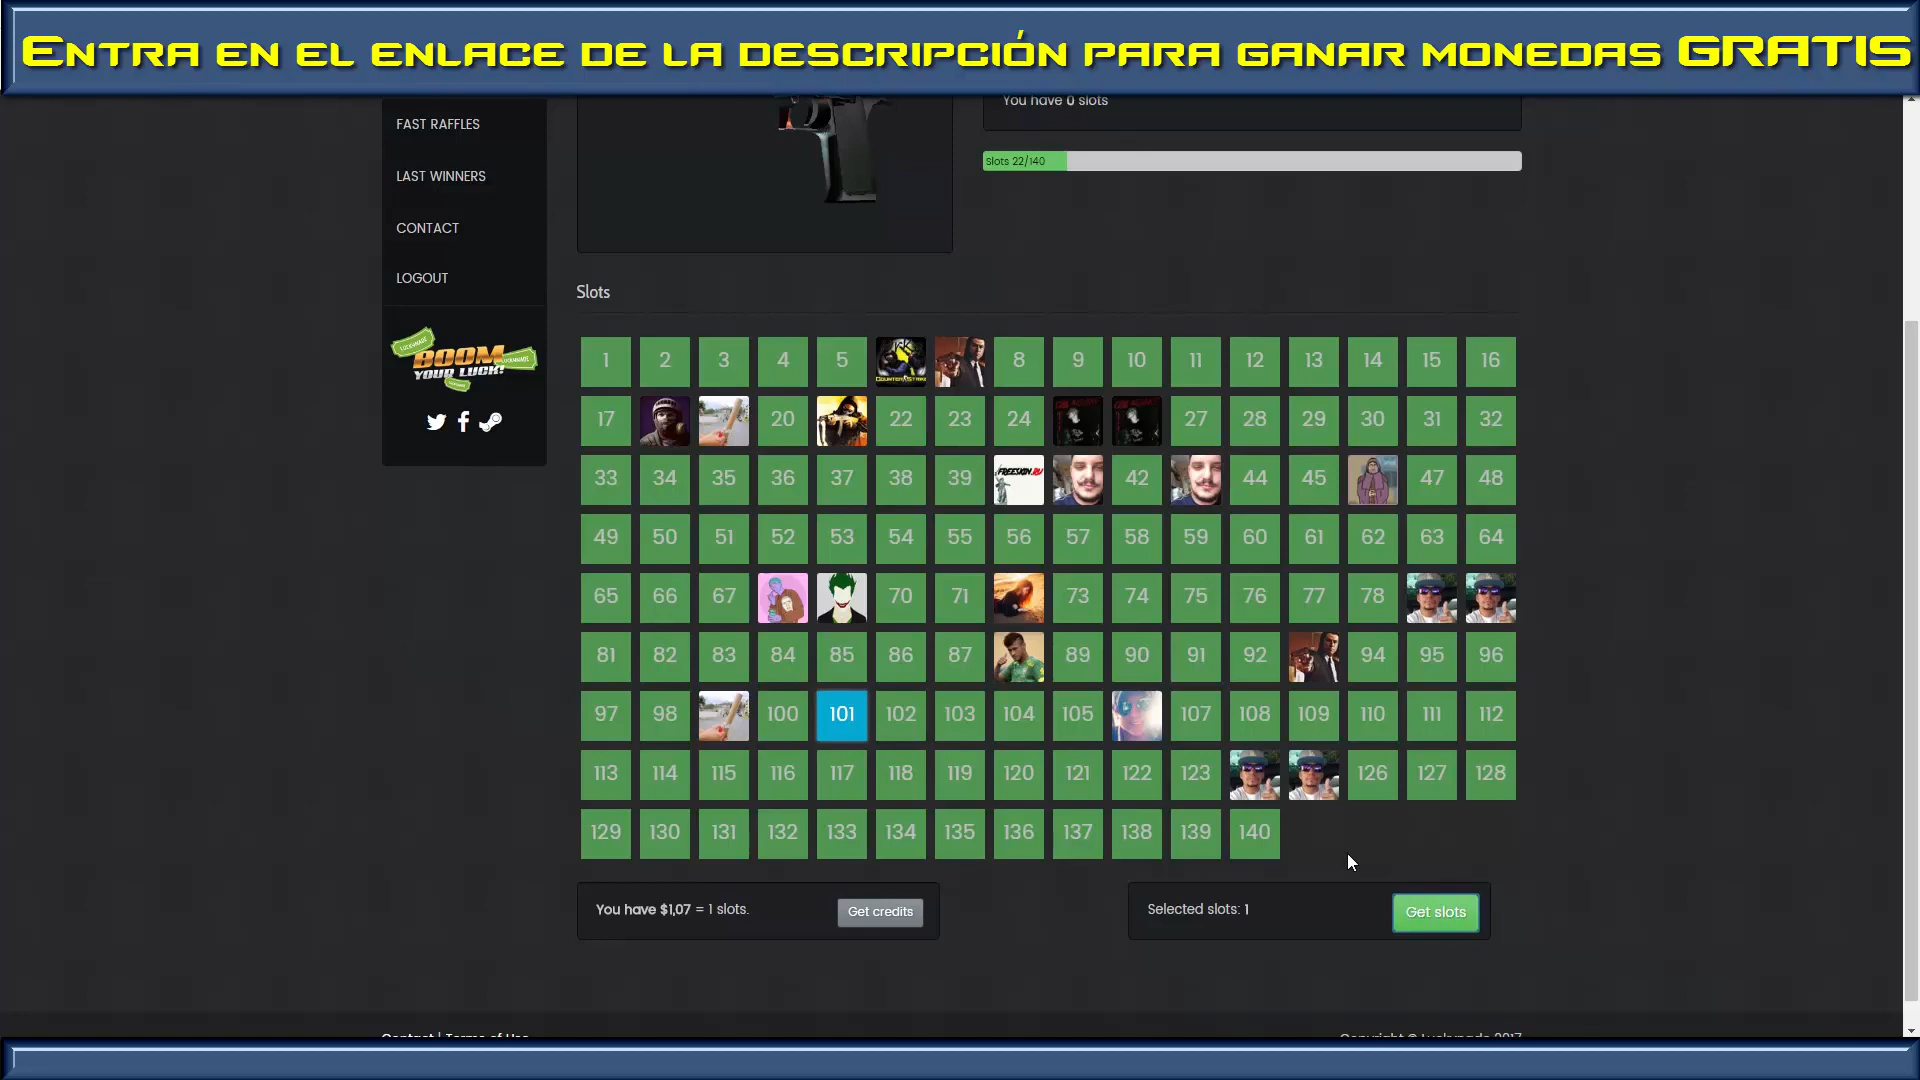 Entra en el enlace de la descripción para ganar monedas GRATIS
You have 0 slots
FAST RAFFLES
Slots 22/140
LAST WINNERS
CONTACT
LOGOUT
Slots
BOOM
YOUR LUCK!
1 2 3 4 5 8 9 10 11 12 13 14 15 16
17 20 22 23 24 27 28 29 30 31 32
33 34 35 36 37 38 39 FREESKIN.RU 42 44 45 47 48
49 50 51 52 53 54 55 56 57 58 59 60 61 62 63 64
65 66 67 70 71 73 74 75 76 77 78
81 82 83 84 85 86 87 89 90 91 92 94 95 96
97 98 100 101 102 103 104 105 107 108 109 110 111 112
113 114 115 116 117 118 119 120 121 122 123 126 127 128
129 130 131 132 133 134 135 136 137 138 139 140
You have $1,07 = 1 slots. Get credits
Selected slots: 1 Get slots
Contact | Terms of Use